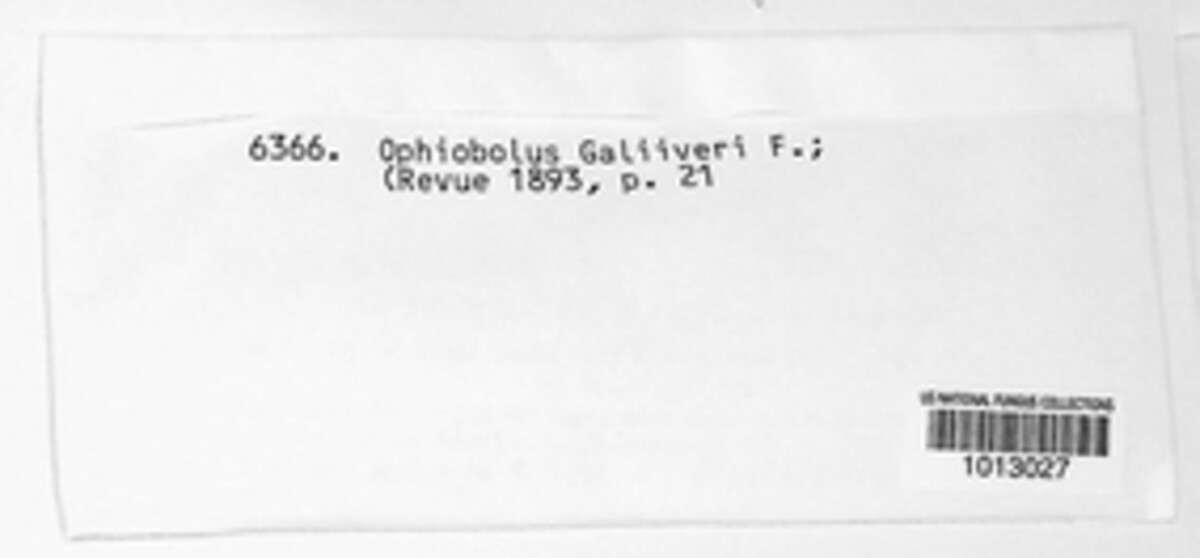 6366. Ophiobolus Galiiveri F.;
(Revue 1893, p. 21
US NATIONAL FUNGUS COLLECTIONS
1013027